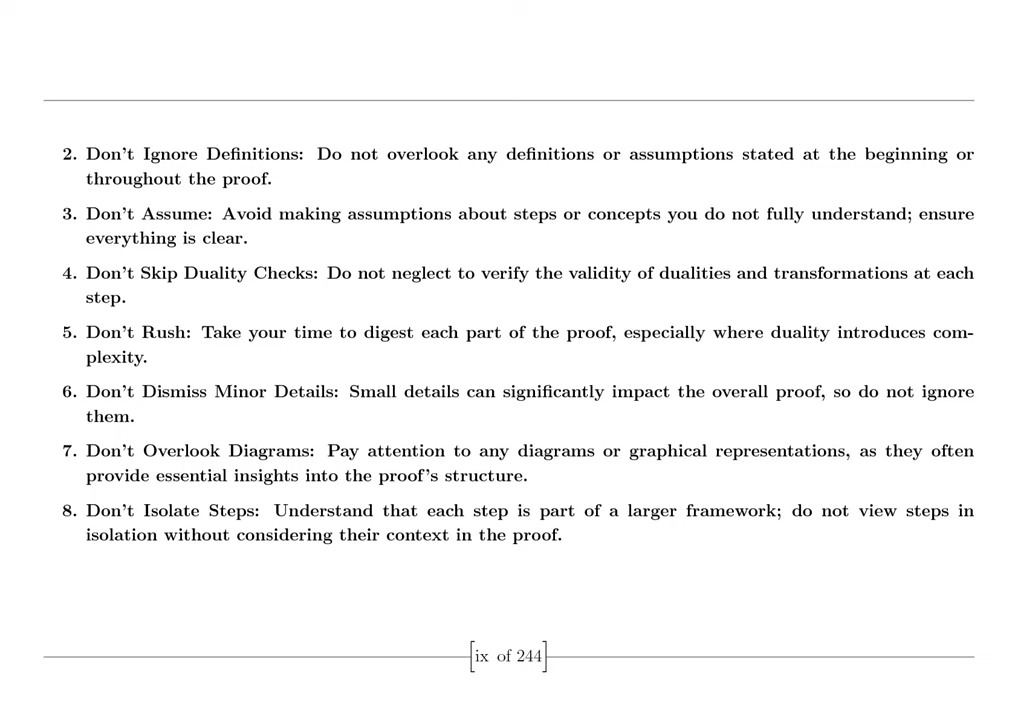 2. Don’t Ignore Definitions: Do not overlook any definitions or assumptions stated at the beginning or
throughout the proof.
3. Don’t Assume: Avoid making assumptions about steps or concepts you do not fully understand; ensure
everything is clear.
4. Don’t Skip Duality Checks: Do not neglect to verify the validity of dualities and transformations at each
step.
5. Don’t Rush: Take your time to digest each part of the proof, especially where duality introduces com-
plexity.
6. Don’t Dismiss Minor Details: Small details can significantly impact the overall proof, so do not ignore
them.
7. Don’t Overlook Diagrams: Pay attention to any diagrams or graphical representations, as they often
provide essential insights into the proof’s structure.
8. Don’t Isolate Steps: Understand that each step is part of a larger framework; do not view steps in
isolation without considering their context in the proof.
[ix of 244]